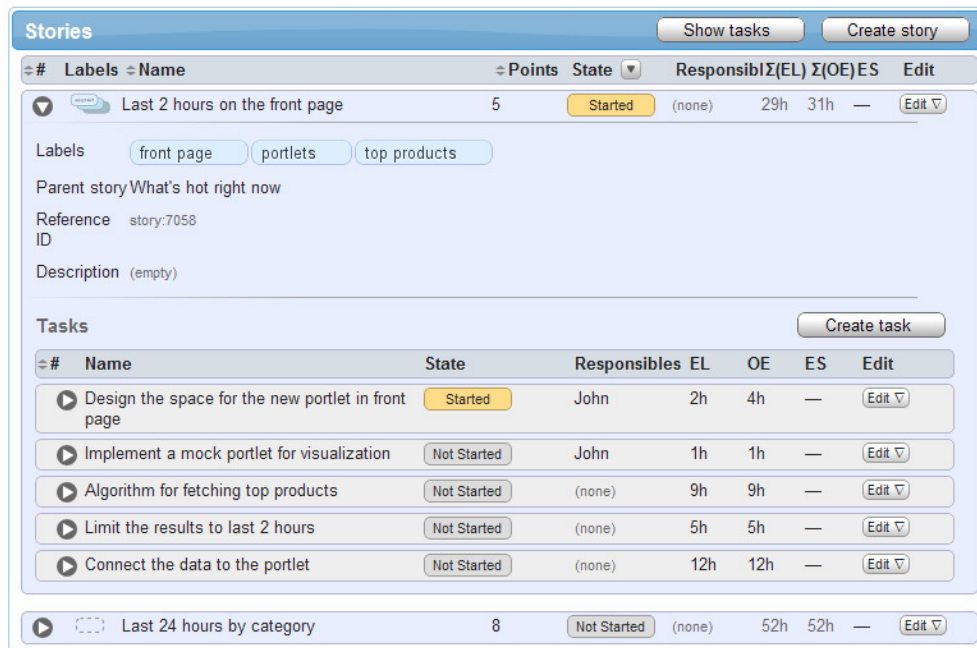 Stories Show tasks Create story
# Labels Name Points State ResponsiblΣ(EL) Σ(OE) ES Edit
Last 2 hours on the front page 5 Started (none) 29h 31h — Edit
Labels front page portlets top products
Parent story What's hot right now
Reference story:7058
ID
Description (empty)
Tasks Create task
# Name State Responsibles EL OE ES Edit
Design the space for the new portlet in front Started John 2h 4h — Edit
page
Implement a mock portlet for visualization Not Started John 1h 1h — Edit
Algorithm for fetching top products Not Started (none) 9h 9h — Edit
Limit the results to last 2 hours Not Started (none) 5h 5h — Edit
Connect the data to the portlet Not Started (none) 12h 12h — Edit
Last 24 hours by category 8 Not Started (none) 52h 52h — Edit